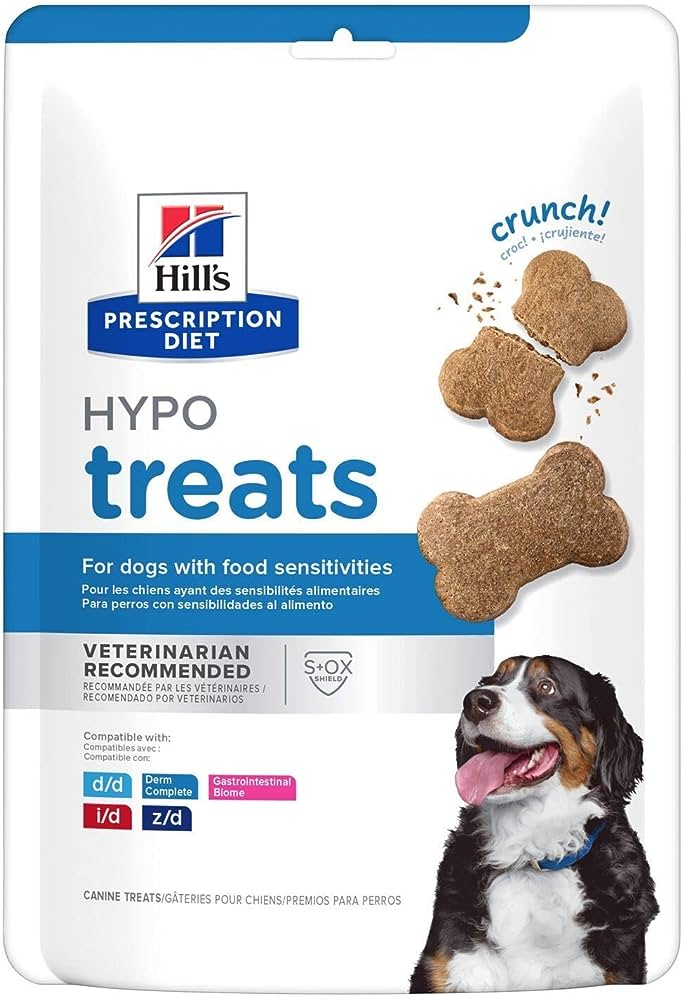 crunch!
croc! • ¡crujiente!
Hill's
PRESCRIPTION
DIET
HYPO
treats
For dogs with food sensitivities
Pour les chiens ayant des sensibilités alimentaires
Para perros con sensibilidades al alimento
VETERINARIAN
RECOMMENDED
RECOMMANDÉE PAR LES VÉTÉRINAIRES /
RECOMENDADO POR VETERINARIOS
S+OX
SHIELD
Compatible with:
Compatibles avec :
Compatible con:
d/d
Derm
Complete
Gastrointestinal
Biome
i/d
z/d
CANINE TREATS/GÂTERIES POUR CHIENS/PREMIOS PARA PERROS